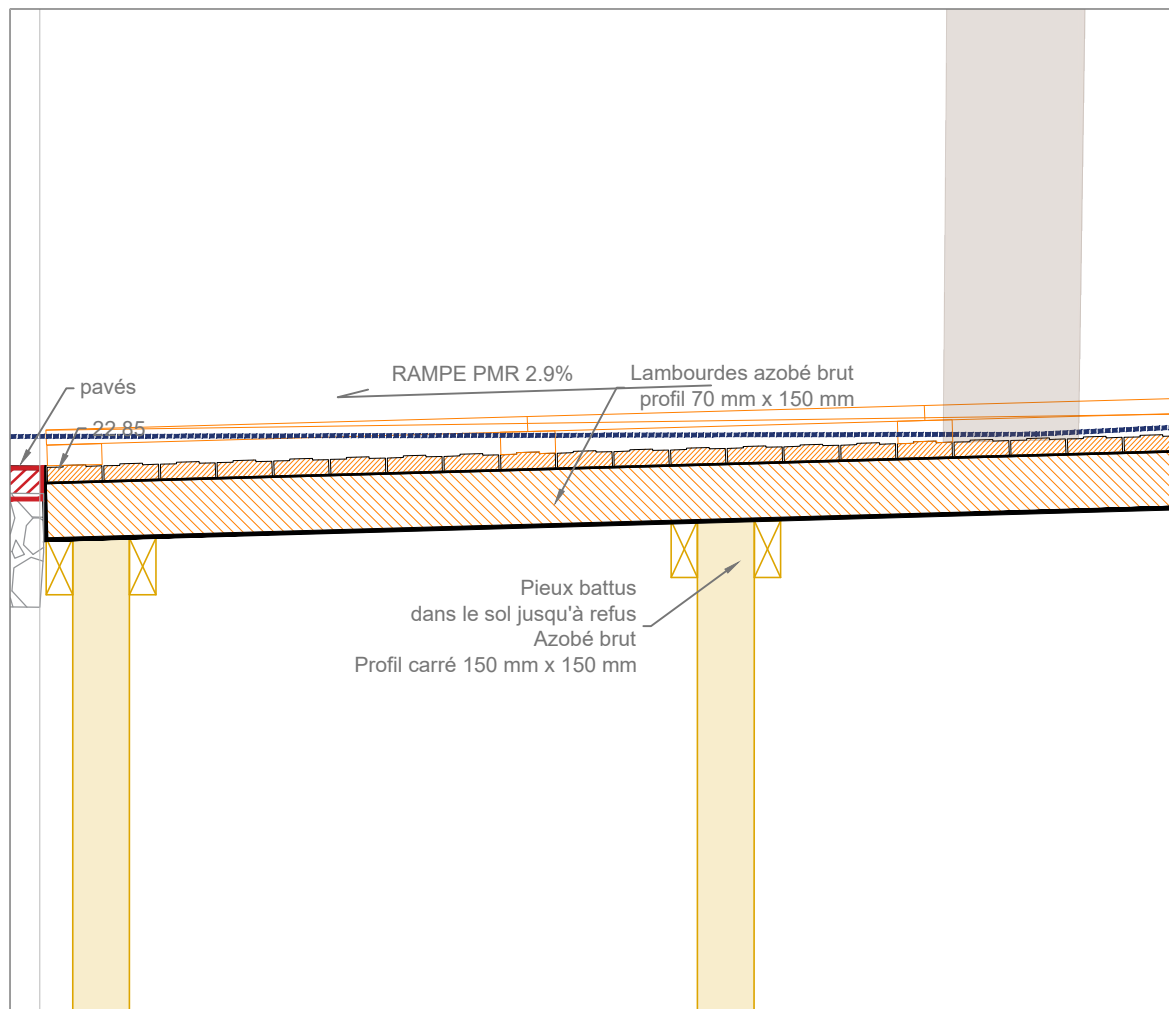 RAMPE PMR 2.9%
Lambourdes azobé brut
profil 70 mm x 150 mm
pavés
22.85
Pieux battus
dans le sol jusqu'à refus
Azobé brut
Profil carré 150 mm x 150 mm